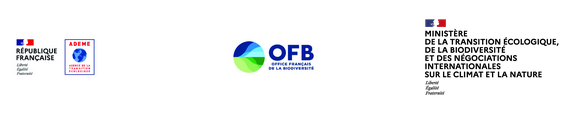 RÉPUBLIQUE
FRANÇAISE
Liberté
Égalité
Fraternité
ADEME
AGENCE DE LA
TRANSITION
ÉCOLOGIQUE
OFB
OFFICE FRANÇAIS
DE LA BIODIVERSITÉ
MINISTÈRE
DE LA TRANSITION ÉCOLOGIQUE,
DE LA BIODIVERSITÉ
ET DES NÉGOCIATIONS
INTERNATIONALES
SUR LE CLIMAT ET LA NATURE
Liberté
Égalité
Fraternité